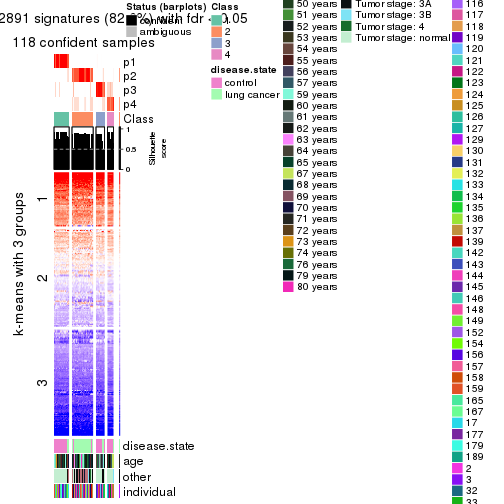 2891 signatures (82.%) with fdr < 0.05
118 confident samples
p1
p2
p3
p4
Class
1
0.5
0
Silhouette
score
k-means with 3 groups
1
2
3
disease.state
age
other
individual
Status (barplots)
confident
ambiguous
Class
1
2
3
4
disease.state
control
lung cancer
50 years
51 years
52 years
53 years
54 years
55 years
56 years
57 years
59 years
60 years
61 years
62 years
63 years
64 years
65 years
67 years
68 years
69 years
70 years
71 years
72 years
73 years
74 years
76 years
79 years
80 years
Tumor stage: 3A
Tumor stage: 3B
Tumor stage: 4
Tumor stage: normal
116
117
118
119
120
121
122
123
124
125
126
127
129
130
131
132
133
134
135
136
137
139
142
143
144
145
146
148
149
152
154
156
157
158
159
165
167
17
177
179
189
2
3
32
33